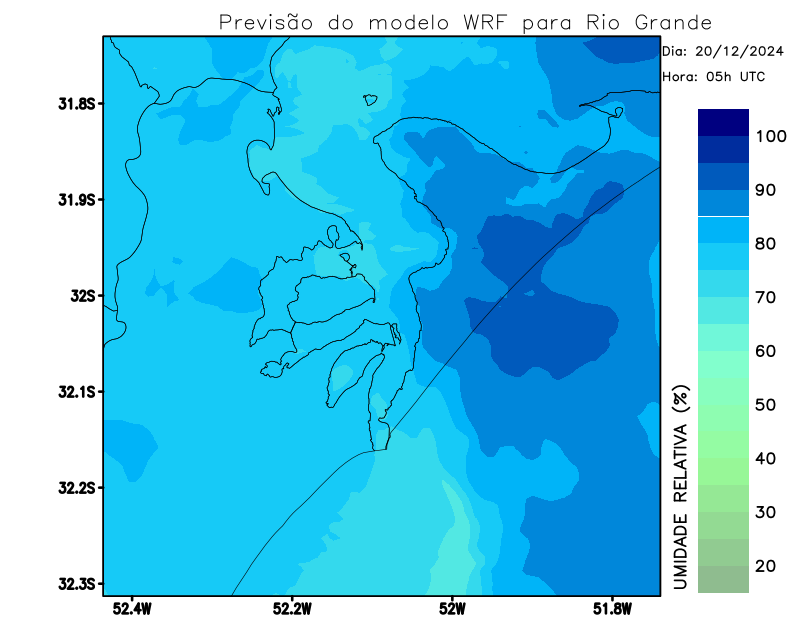 Previsão do modelo WRF para Rio Grande
Dia: 20/12/2024
Hora: 05h UTC
31.8S
31.9S
32S
32.1S
32.2S
32.3S
52.4W
52.2W
52W
51.8W
UMIDADE RELATIVA (%)
100
90
80
70
60
50
40
30
20